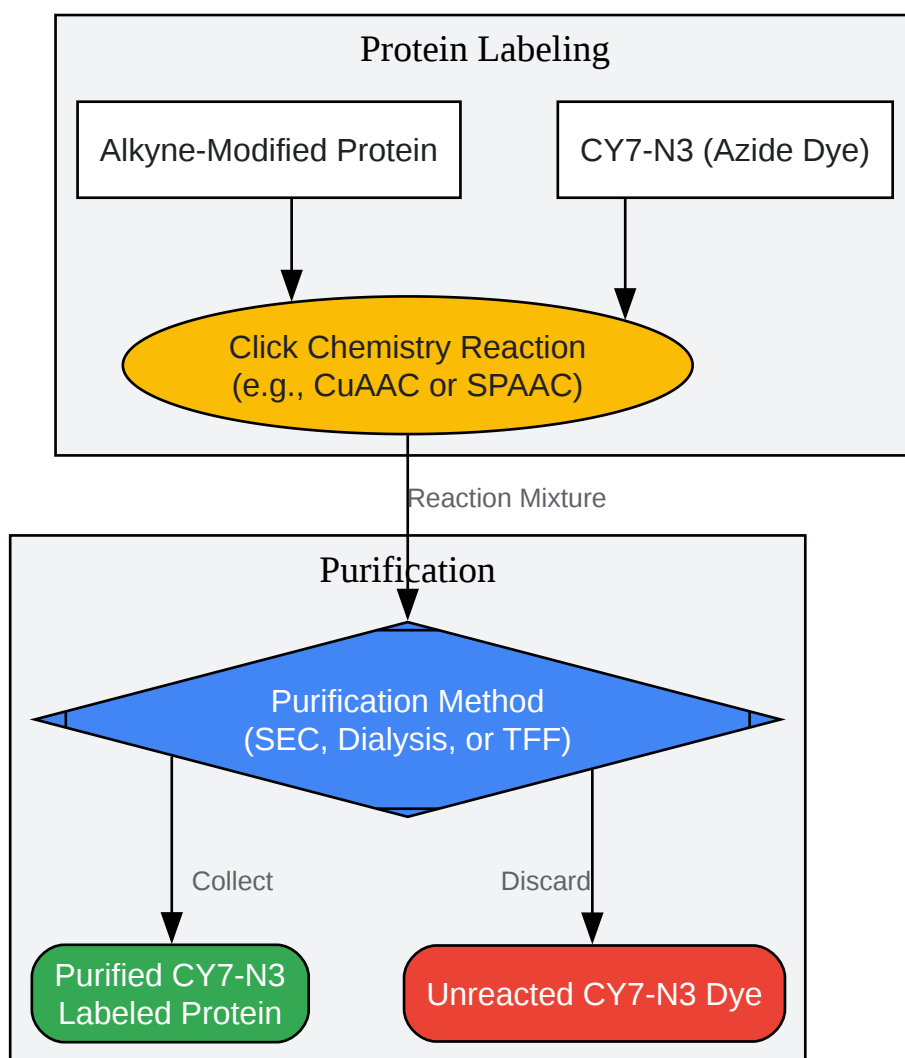 Protein Labeling
Alkyne-Modified Protein
CY7-N3 (Azide Dye)
Click Chemistry Reaction
(e.g., CuAAC or SPAAC)
Reaction Mixture
Purification
Purification Method
(SEC, Dialysis, or TFF)
Collect
Discard
Purified CY7-N3
Labeled Protein
Unreacted CY7-N3 Dye